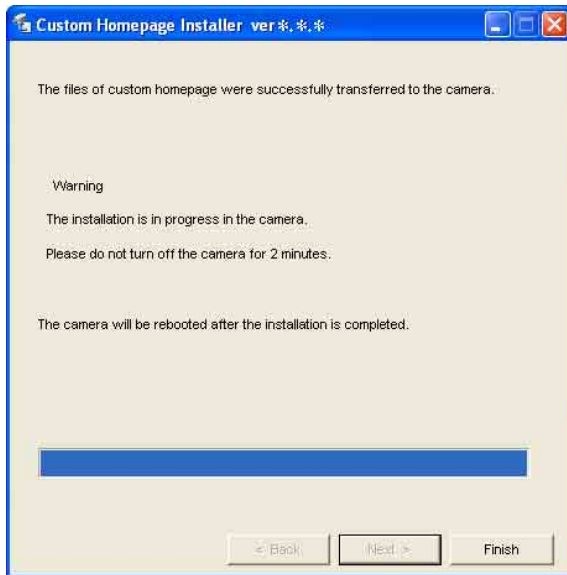 Custom Homepage Installer ver*.*.*
The files of custom homepage were successfully transferred to the camera.
Warning
The installation is in progress in the camera.
Please do not turn off the camera for 2 minutes.
The camera will be rebooted after the installation is completed.
< Back Next > Finish